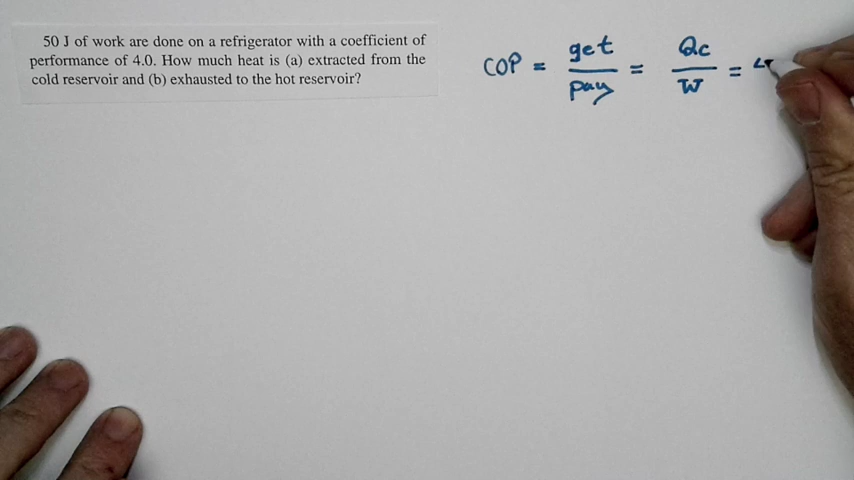 50 J of work are done on a refrigerator with a coefficient of
performance of 4.0. How much heat is (a) extracted from the
cold reservoir and (b) exhausted to the hot reservoir?
COP = get / pay = Qc / W =